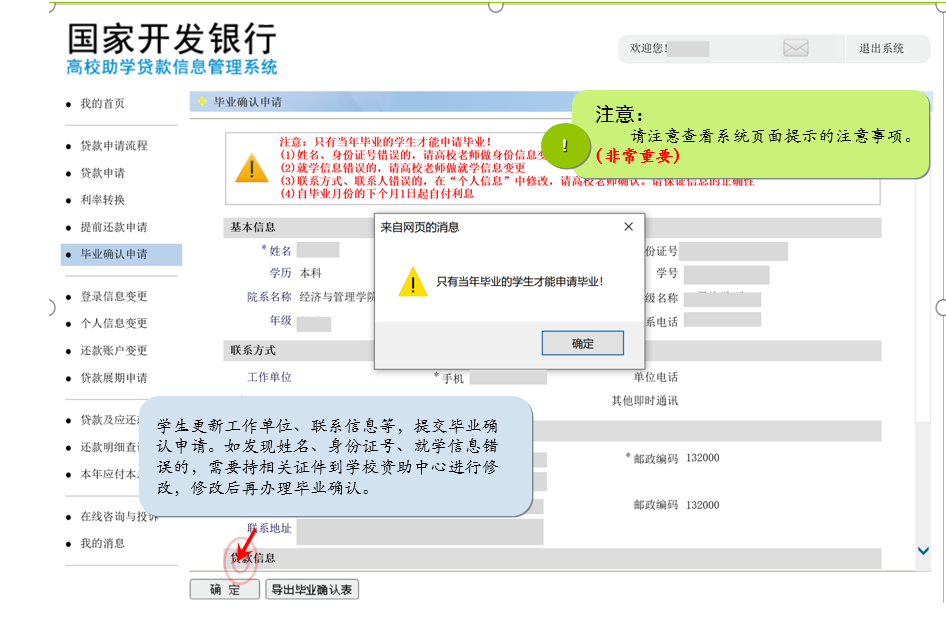 国家开发银行
高校助学贷款信息管理系统
欢迎您!
退出系统
我的首页
贷款申请流程
贷款申请
利率转换
提前还款申请
毕业确认申请
登录信息变更
个人信息变更
还款账户变更
贷款展期申请
贷款及应还
还款明细查
本年应付本
在线咨询与投诉
我的消息
毕业确认申请
注意:只有当年毕业的学生才能申请毕业!
(1)姓名、身份证号错误的,请高校老师做身份信息变
(2)就学信息错误的,请高校老师做就学信息变更
(3)联系方式、联系人错误的,在“个人信息”中修改,请高校老师确认。请保证信息的正确性
(4)自毕业月份的下个月1日起自付利息
!
注意:
请注意查看系统页面提示的注意事项。
(非常重要)
基本信息
*姓名
份证号
学历 本科
学号
院系名称 经济与管理学院
级名称
年级
系电话
来自网页的消息
只有当年毕业的学生才能申请毕业!
确定
联系方式
工作单位
*手机
单位电话
其他即时通讯
*邮政编码 132000
邮政编码 132000
联系地址
学生更新工作单位、联系信息等,提交毕业确
认申请。如发现姓名、身份证号、就学信息错
误的,需要持相关证件到学校资助中心进行修
改,修改后再办理毕业确认。
贷款信息
确 定
导出毕业确认表